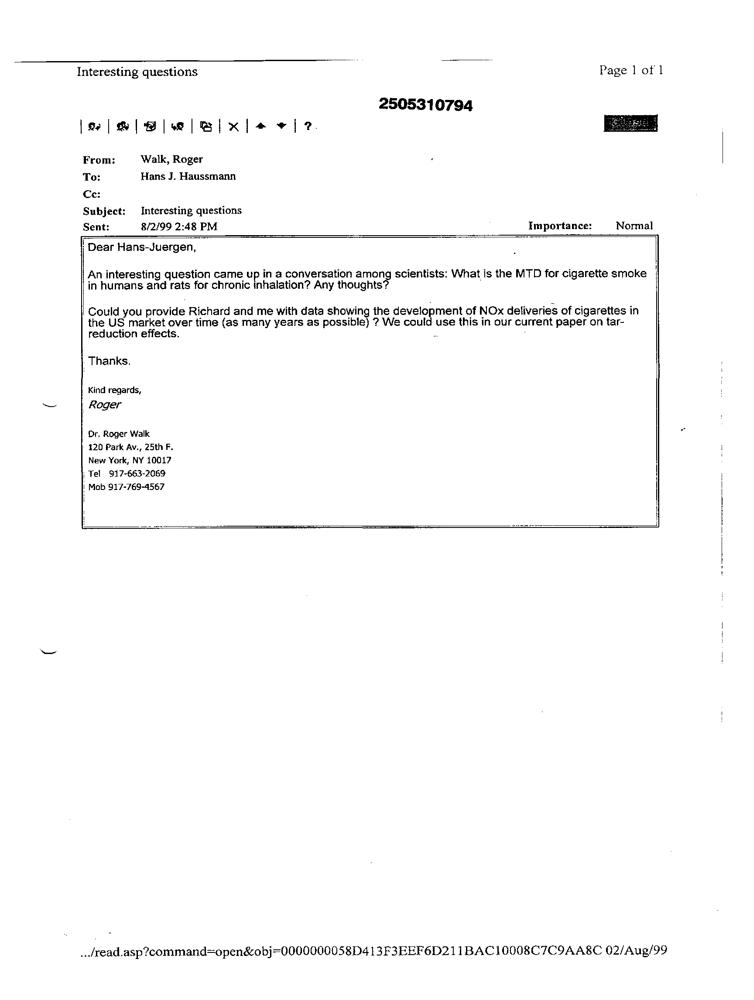 Interesting questions Page 1 of 1
2505310794
?
From: Walk, Roger
To: Hans J. Haussmann
Cc:
Subject: Interesting questions
Sent: 8/2/99 2:48 PM Importance: Normal
Dear Hans-Juergen,
An interesting question came up in a conversation among scientists: What is the MTD for cigarette smoke
in humans and rats for chronic inhalation? Any thoughts?
Could you provide Richard and me with data showing the development of NOx deliveries of cigarettes in
the US market over time (as many years as possible) ? We could use this in our current paper on tar-
reduction effects.
Thanks.
Kind regards,
Roger
Dr. Roger Walk
120 Park Av., 25th F.
New York, NY 10017
Tel 917-663-2069
Mob 917-769-4567
.../read.asp?command=open&obj=0000000058D413F3EEF6D211BAC10008C7C9AA8C 02/Aug/99